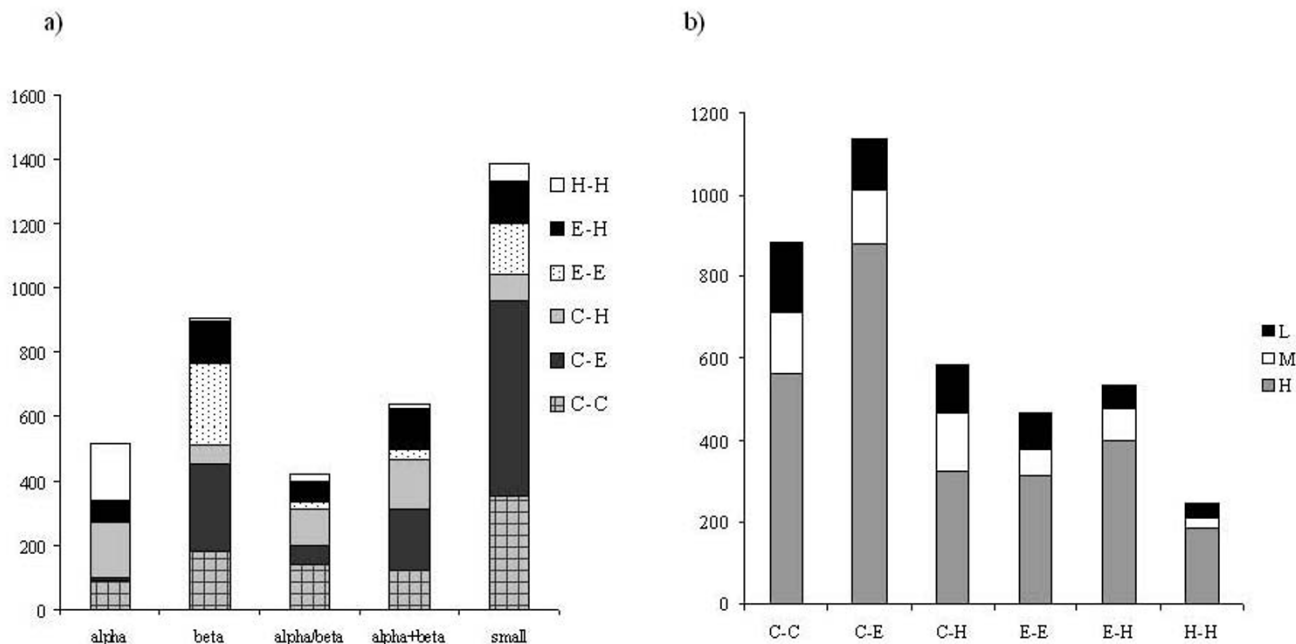 a)
1600
1400
1200
1000
800
600
400
200
0
alpha
beta
alpha/beta
alpha+beta
small
H-H
E-H
E-E
C-H
C-E
C-C
b)
1200
1000
800
600
400
200
0
C-C
C-E
C-H
E-E
E-H
H-H
L
M
H